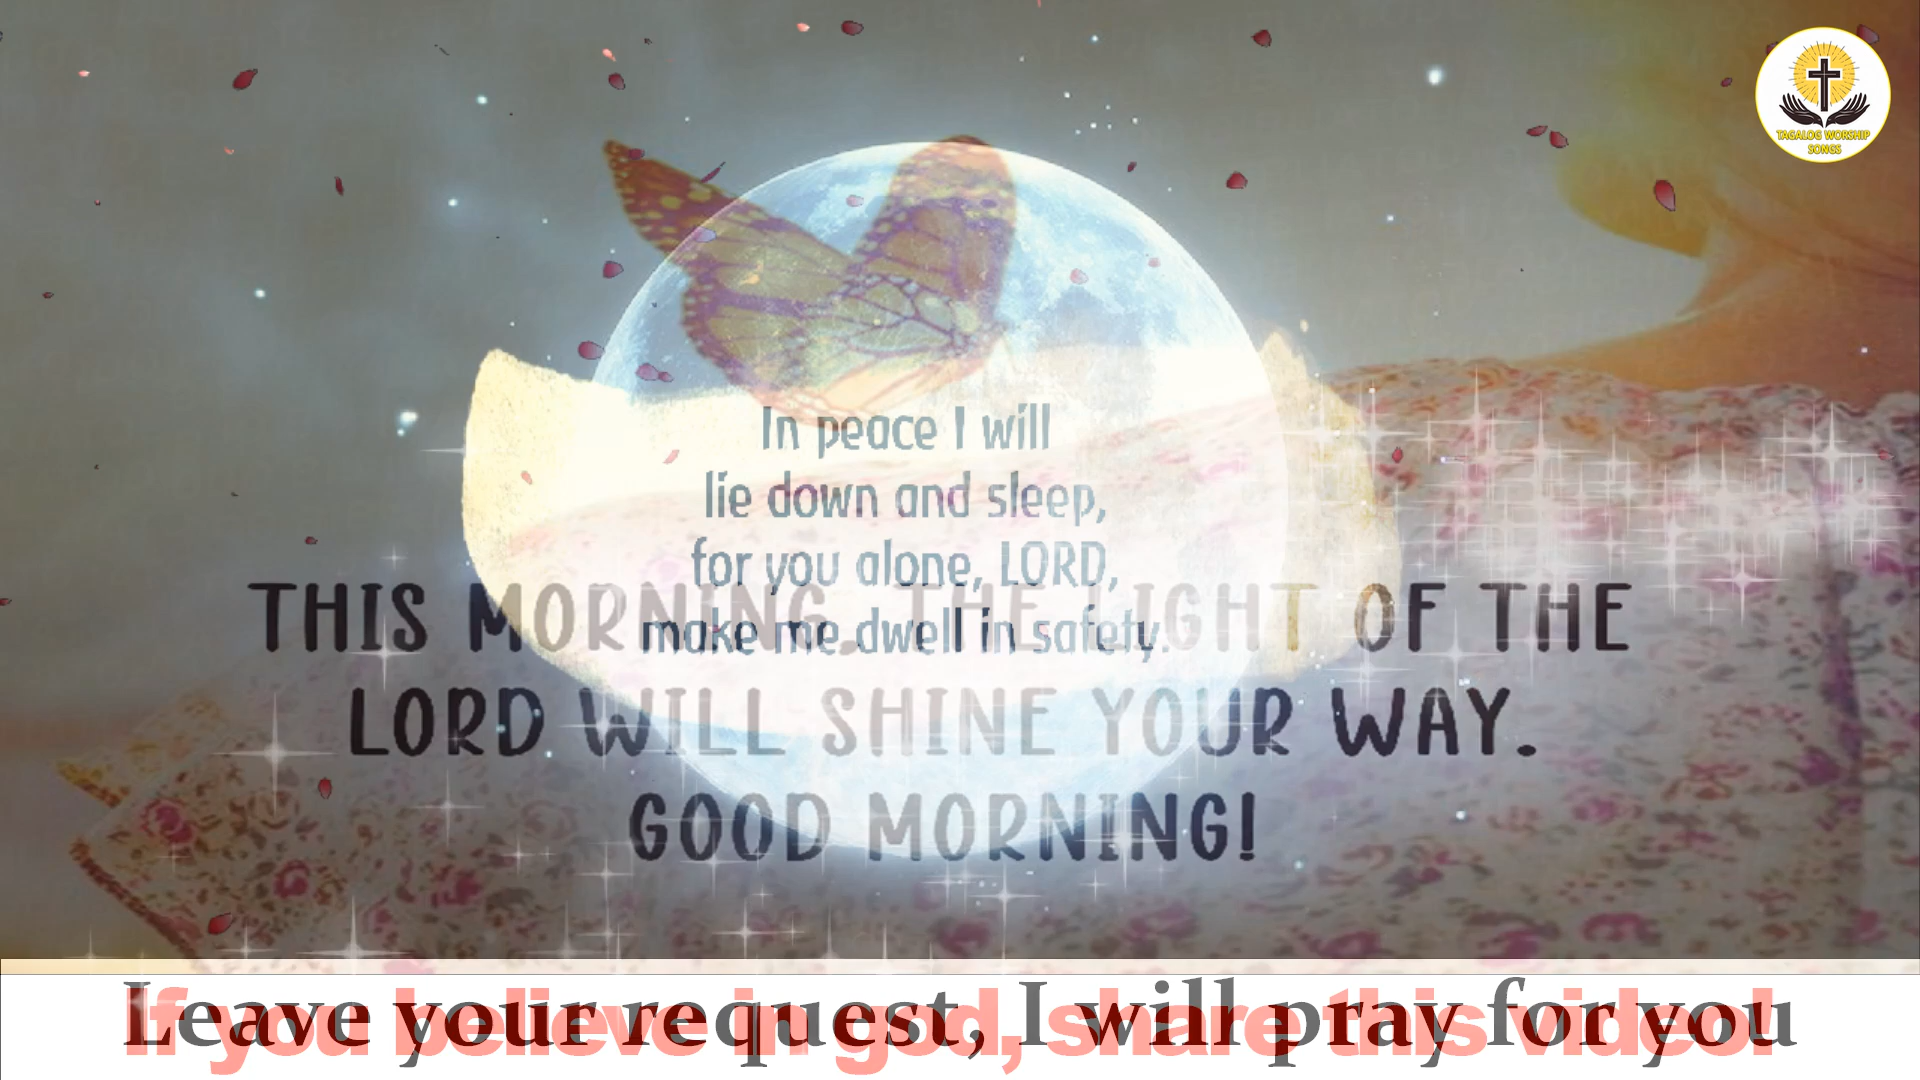 TAGALOG WORSHIP
SONGS
In peace I will
lie down and sleep,
for you alone, LORD,
make me dwell in safety.
THIS MORNING, THE LIGHT OF THE
LORD WILL SHINE YOUR WAY.
GOOD MORNING!
Leave your request, I will pray for you
If you believe in god, share this video!